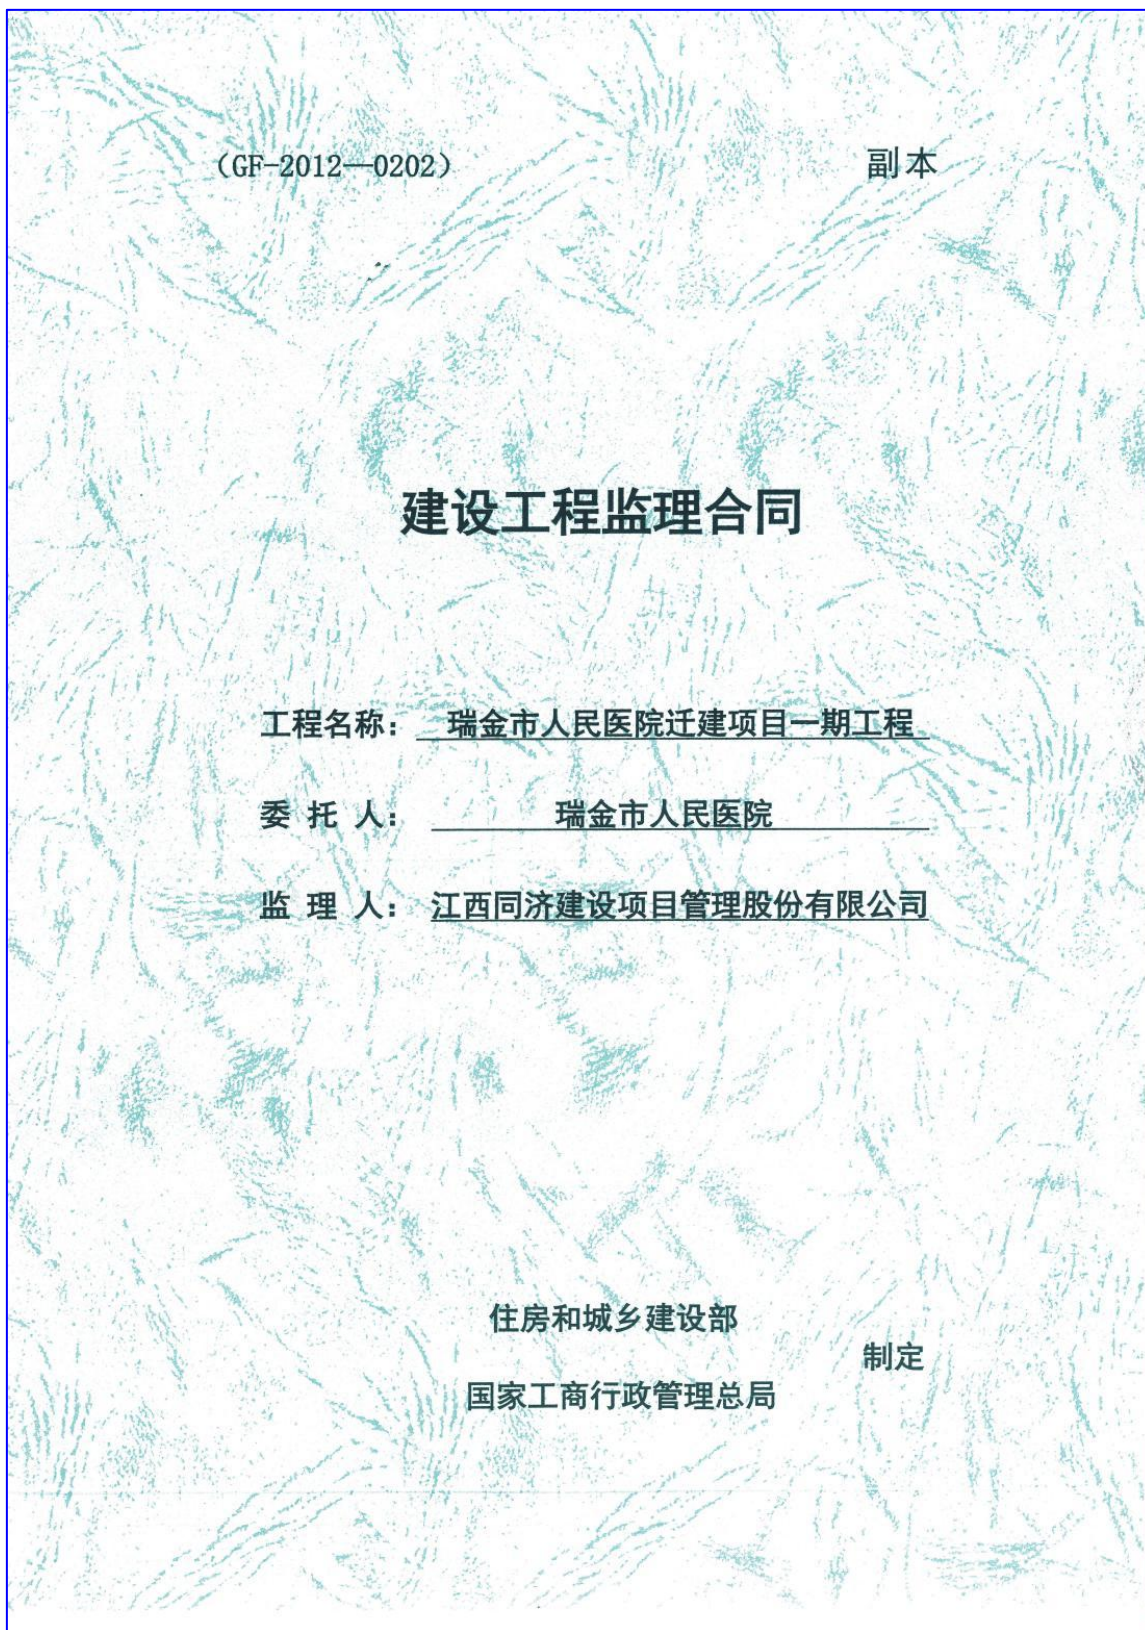 (GF-2012—0202) 副本
建设工程监理合同
工程名称： 瑞金市人民医院迁建项目一期工程
委 托 人： 瑞金市人民医院
监 理 人： 江西同济建设项目管理股份有限公司
住房和城乡建设部
制定
国家工商行政管理总局